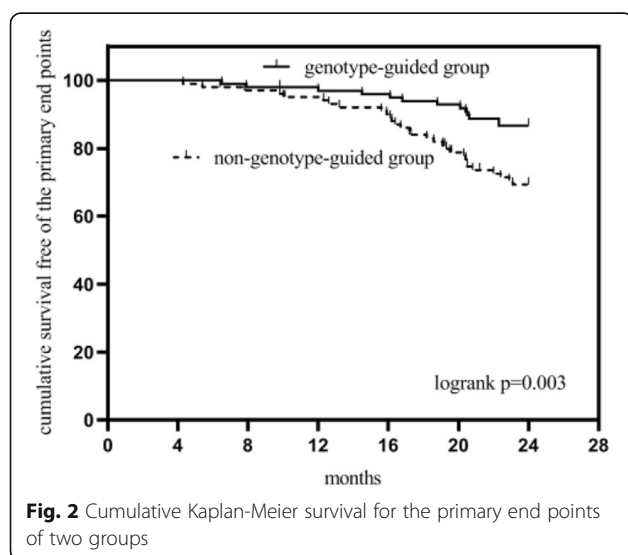 genotype-guided group
100
80
non-genotype-guided group
60
40
20
logrank p=0.003
0
0 4 8 12 16 20 24 28
months
cumulative survival free of the primary end points
Fig. 2 Cumulative Kaplan-Meier survival for the primary end points
of two groups